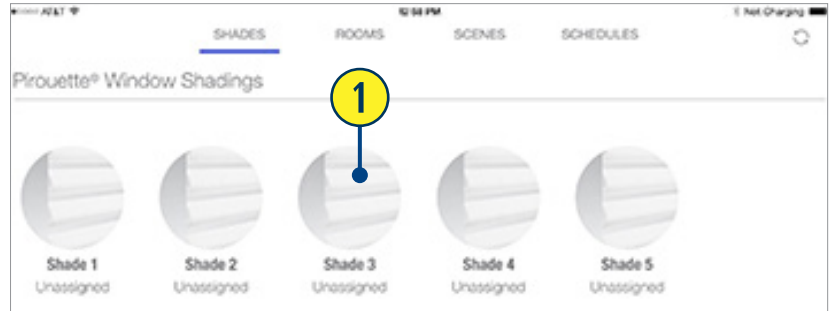 AT&T 12:58 PM Not Charging
SHADES ROOMS SCENES SCHEDULES
Pirouette® Window Shadings
1
Shade 1 Shade 2 Shade 3 Shade 4 Shade 5
Unassigned Unassigned Unassigned Unassigned Unassigned